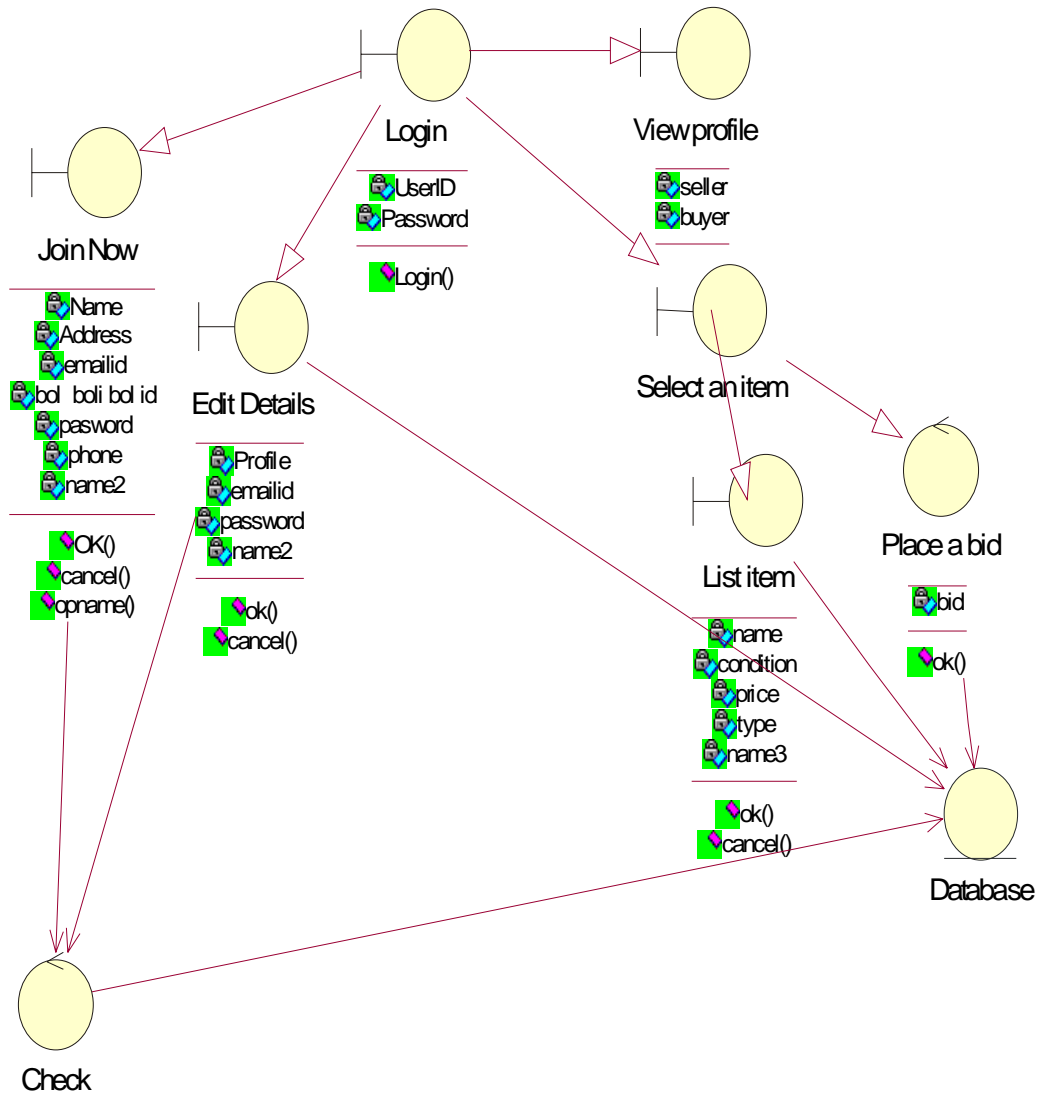 Login
UserID
Password
Login()
View profile
seller
buyer
Join Now
Name
Address
emailid
bol boli bol id
pasword
phone
name2
OK()
cancel()
opname()
Edit Details
Profile
emailid
password
name2
ok()
cancel()
Select an item
List item
name
condition
price
type
name3
ok()
cancel()
Place a bid
bid
ok()
Database
Check